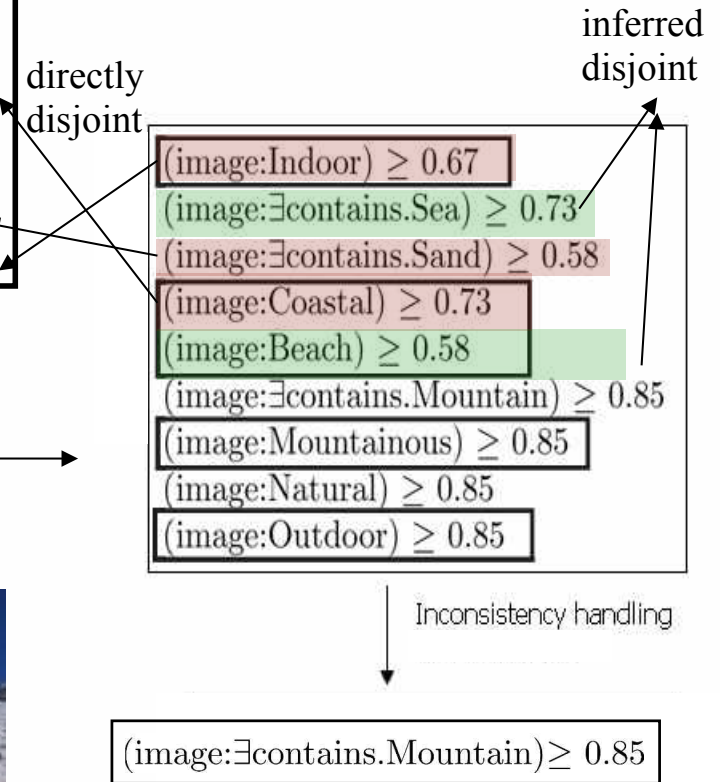 inferred
disjoint
directly
disjoint
(image:Indoor) ≥ 0.67
(image:∃contains.Sea) ≥ 0.73
(image:∃contains.Sand) ≥ 0.58
(image:Coastal) ≥ 0.73
(image:Beach) ≥ 0.58
(image:∃contains.Mountain) ≥ 0.85
(image:Mountainous) ≥ 0.85
(image:Natural) ≥ 0.85
(image:Outdoor) ≥ 0.85
Inconsistency handling
(image:∃contains.Mountain)≥ 0.85